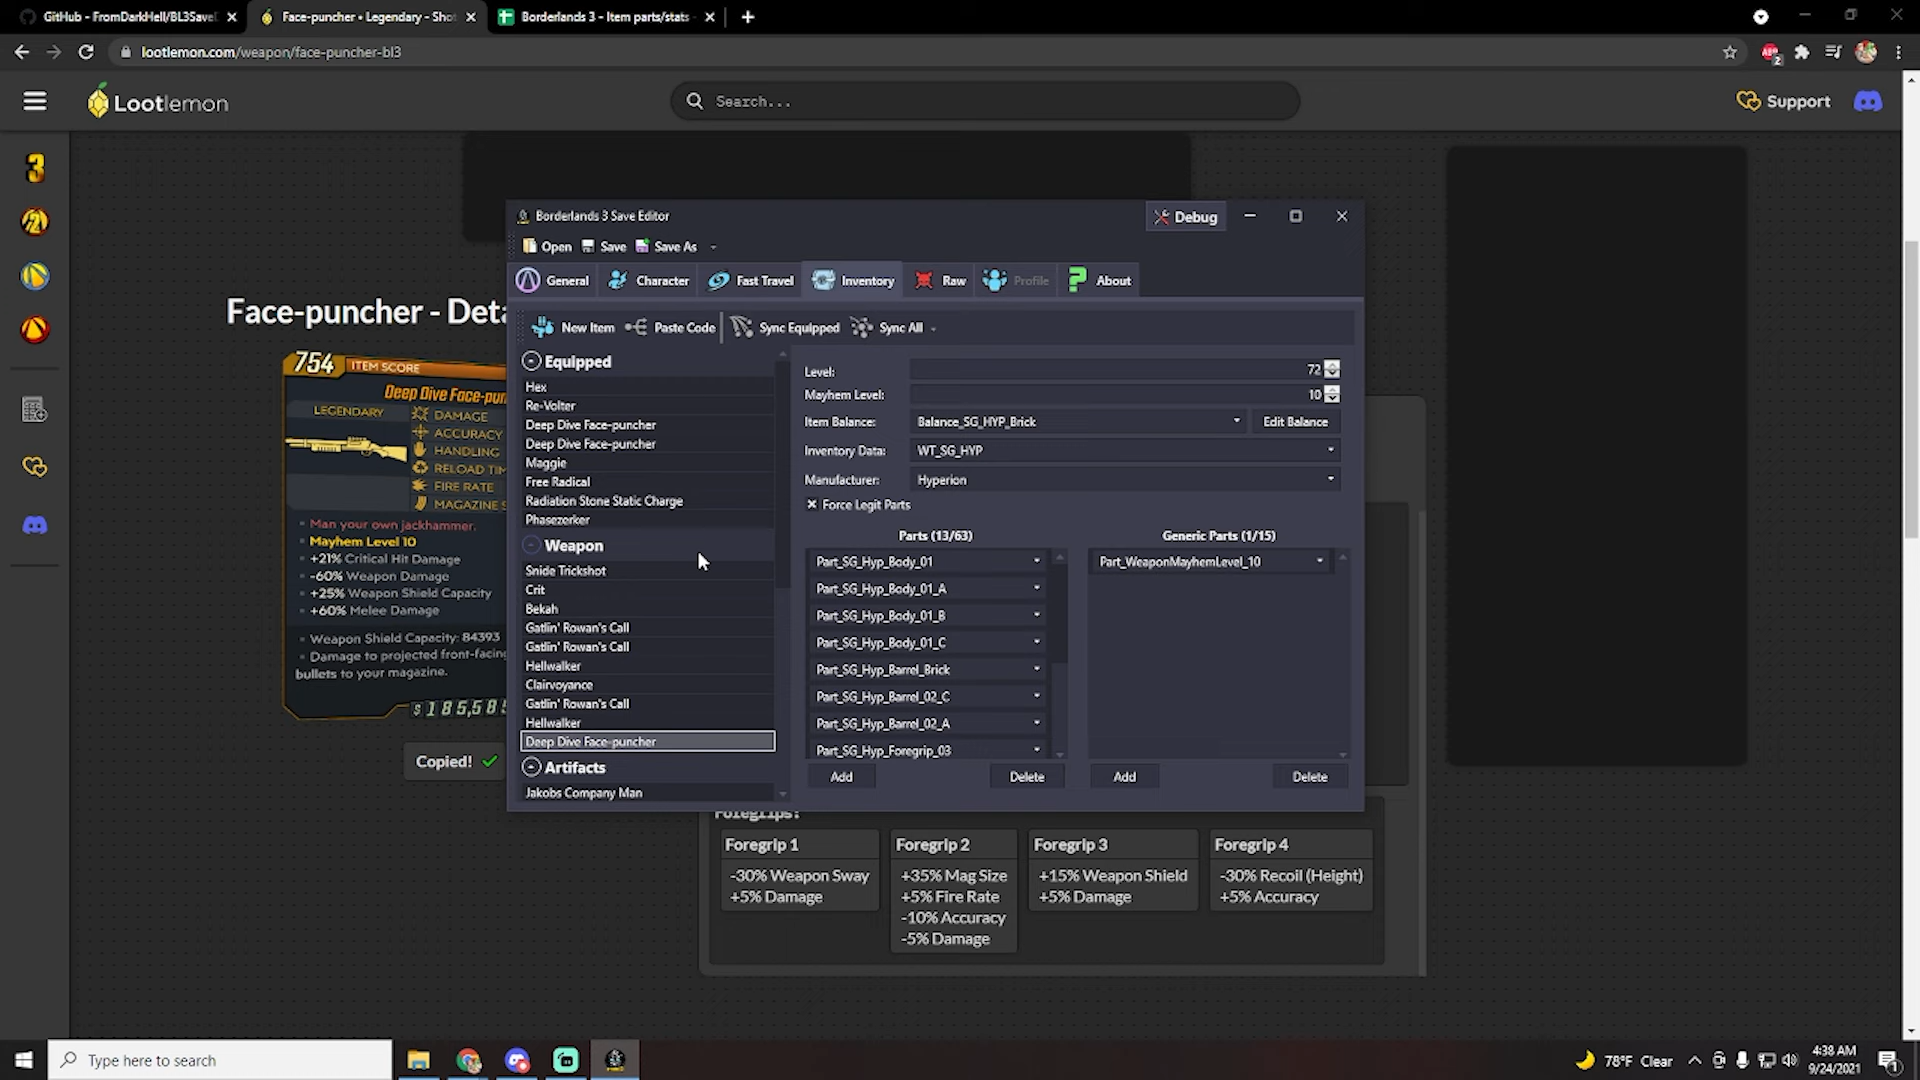 GitHub - FromDarkHell/BL3Save
Face-puncher • Legendary - Sho
Borderlands 3 - Item parts/stats -
lootlemon.com/weapon/face-puncher-bl3
2
Lootlemon
Search...
Support
3
2
Face-puncher - Deta
754 ITEM SCORE
Deep Dive Face-pun
LEGENDARY
DAMAGE
ACCURACY
HANDLING
RELOAD TIM
FIRE RATE
MAGAZINE S
Man your own jackhammer.
Mayhem Level 10
+21% Critical Hit Damage
-60% Weapon Damage
+25% Weapon Shield Capacity
+60% Melee Damage
Weapon Shield Capacity: 84393
Damage to projected front-facing
bullets to your magazine.
$185,585
Copied!
Borderlands 3 Save Editor
Debug
Open Save Save As
General Character Fast Travel Inventory Raw Profile About
New Item Paste Code Sync Equipped Sync All
Equipped
Hex
Re-Volter
Deep Dive Face-puncher
Deep Dive Face-puncher
Maggie
Free Radical
Radiation Stone Static Charge
Phasezerker
Weapon
Snide Trickshot
Crit
Bekah
Gatlin' Rowan's Call
Gatlin' Rowan's Call
Hellwalker
Clairvoyance
Gatlin' Rowan's Call
Hellwalker
Deep Dive Face-puncher
Artifacts
Jakobs Company Man
Level: 72
Mayhem Level: 10
Item Balance: Balance_SG_HYP_Brick Edit Balance
Inventory Data: WT_SG_HYP
Manufacturer: Hyperion
Force Legit Parts
Parts (13/63)
Part_SG_Hyp_Body_01
Part_SG_Hyp_Body_01_A
Part_SG_Hyp_Body_01_B
Part_SG_Hyp_Body_01_C
Part_SG_Hyp_Barrel_Brick
Part_SG_Hyp_Barrel_02_C
Part_SG_Hyp_Barrel_02_A
Part_SG_Hyp_Foregrip_03
Add Delete
Generic Parts (1/15)
Part_WeaponMayhemLevel_10
Add Delete
Foregrips:
Foregrip 1
-30% Weapon Sway
+5% Damage
Foregrip 2
+35% Mag Size
+5% Fire Rate
-10% Accuracy
-5% Damage
Foregrip 3
+15% Weapon Shield
+5% Damage
Foregrip 4
-30% Recoil (Height)
+5% Accuracy
Type here to search
78°F Clear
4:38 AM
9/24/2021
1